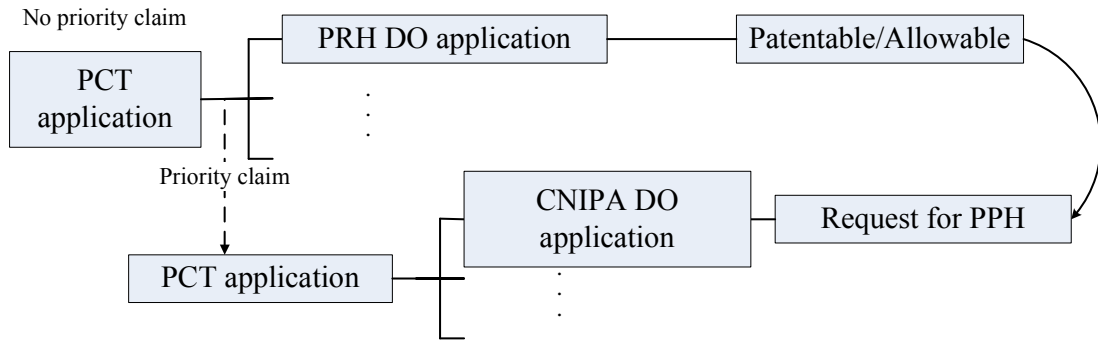 No priority claim
PCT
application
PRH DO application
Patentable/Allowable
Priority claim
PCT application
CNIPA DO
application
Request for PPH